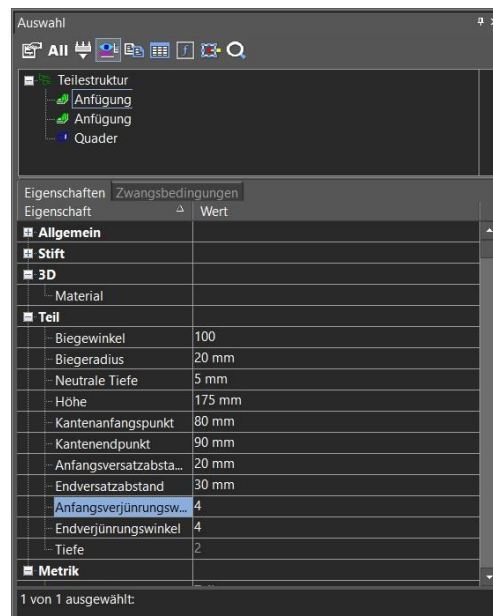 Auswahl
All
Teilestruktur
Anfügung
Anfügung
Quader
Eigenschaften Zwangsbedingungen
Eigenschaft Wert
Allgemein
Stift
3D
Material
Teil
Biegewinkel 100
Biegeradius 20 mm
Neutrale Tiefe 5 mm
Höhe 175 mm
Kantenanfangspunkt 80 mm
Kantenendpunkt 90 mm
Anfangsversatzabsta... 20 mm
Endversatzabstand 30 mm
Anfangsverjünrungsw... 4
Endverjünrungswinkel 4
Tiefe 2
Metrik
1 von 1 ausgewählt: